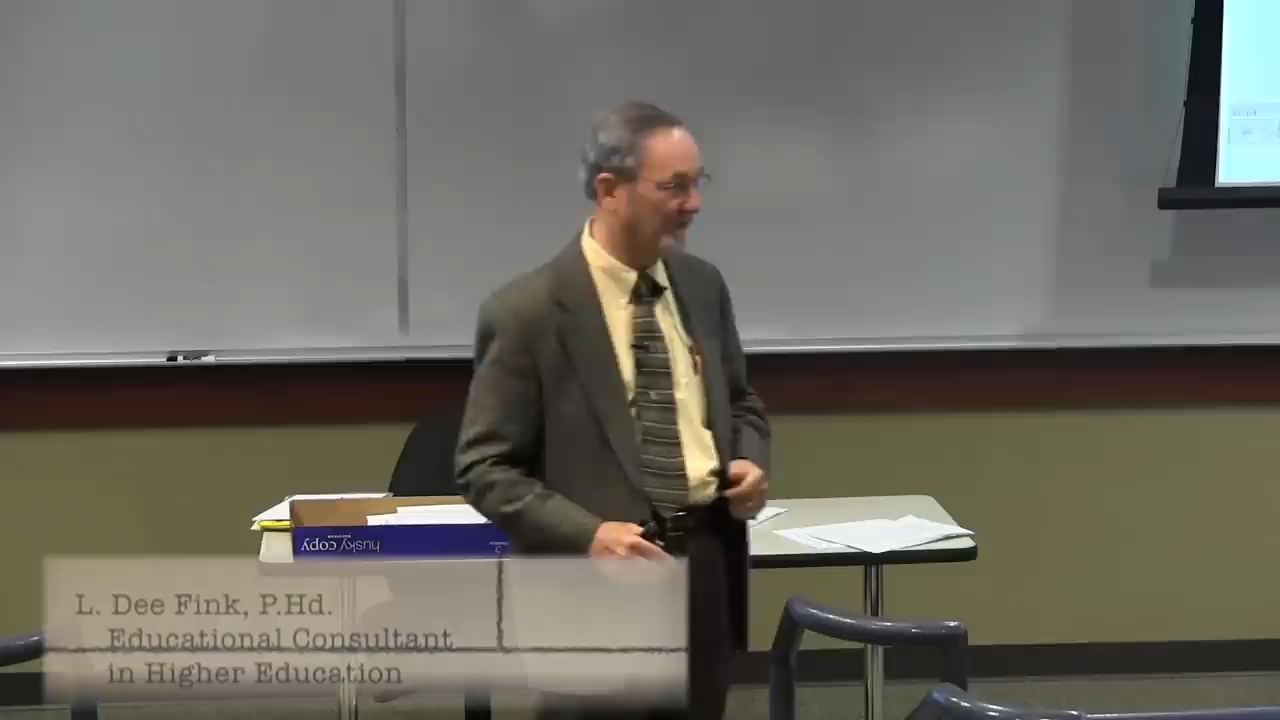 husky copy
L. Dee Fink, P.Hd.
Educational Consultant
in Higher Education